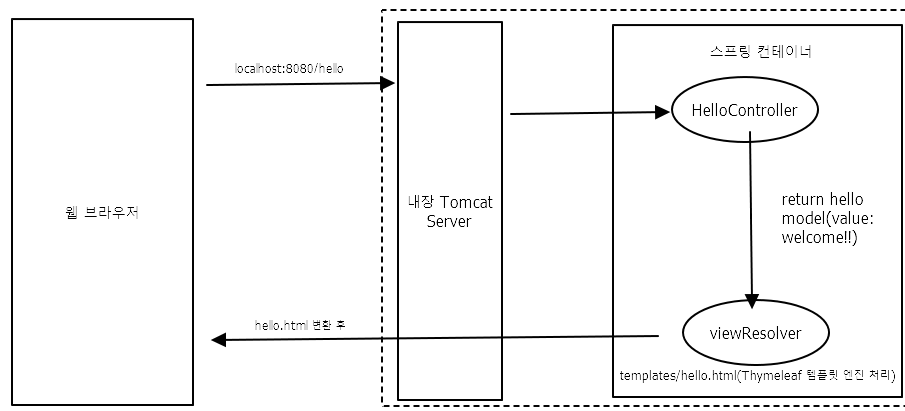 스프링 컨테이너
localhost:8080/hello
HelloController
웹 브라우저
내장 Tomcat
Server
return hello
model(value:
welcome!!)
hello.html 변환 후
viewResolver
templates/hello.html(Thymeleaf 템플릿 엔진 처리)